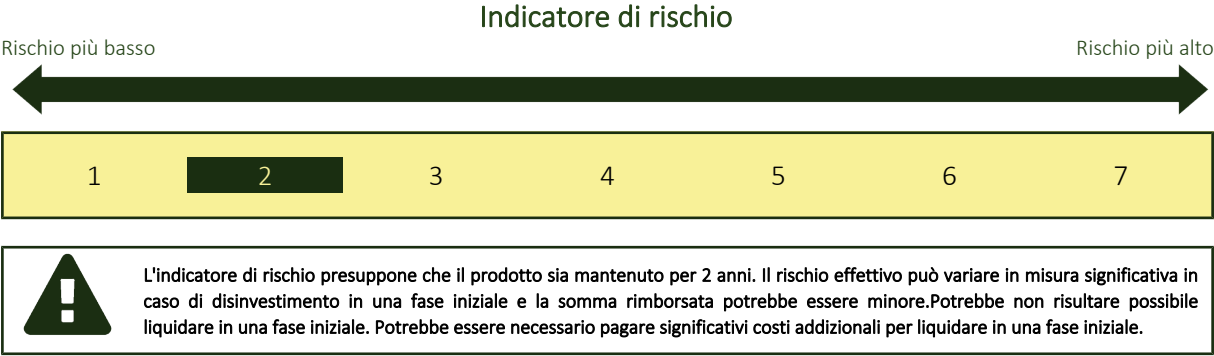 Indicatore di rischio
Rischio più basso Rischio più alto
1 2 3 4 5 6 7
L'indicatore di rischio presuppone che il prodotto sia mantenuto per 2 anni. Il rischio effettivo può variare in misura significativa in
caso di disinvestimento in una fase iniziale e la somma rimborsata potrebbe essere minore.Potrebbe non risultare possibile
liquidare in una fase iniziale. Potrebbe essere necessario pagare significativi costi addizionali per liquidare in una fase iniziale.